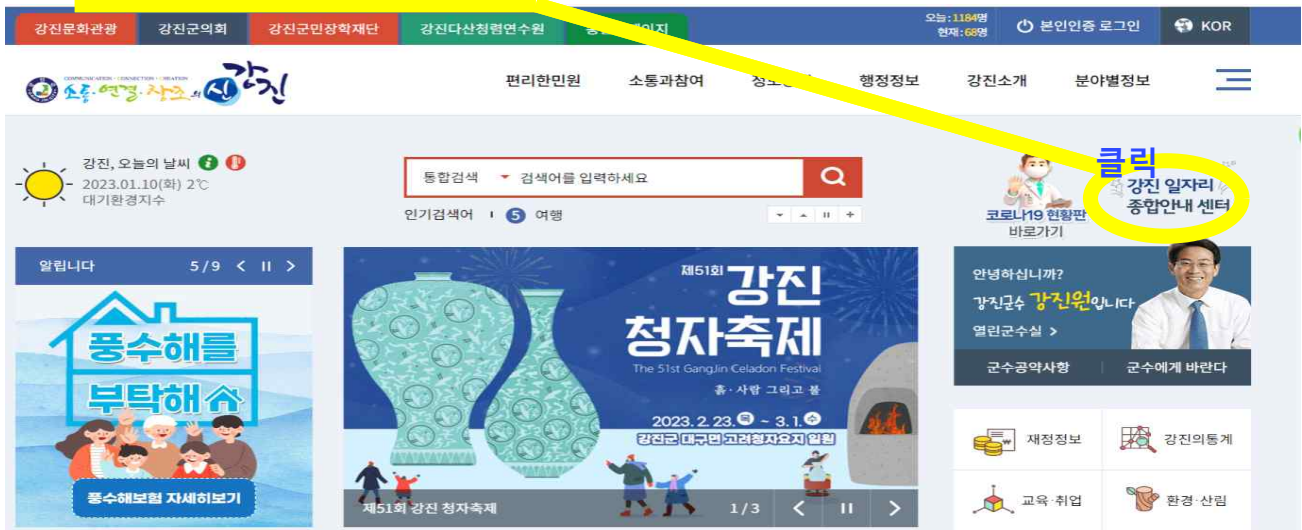 강진문화관광 강진군의회 강진군민장학재단 강진다산청렴연수원
오늘:1184명
현재:68명
본인인증 로그인 KOR
소통·연결·창조의 신 강진
편리한민원 소통과참여 행정정보 강진소개 분야별정보
강진, 오늘의 날씨
2023.01.10(화) 2℃
대기환경지수
통합검색 검색어를 입력하세요
인기검색어 5 여행
클릭
코로나19 현황판
바로가기
강진 일자리
종합안내 센터
알립니다 5/9
풍수해를
부탁해
풍수해보험 자세히보기
제51회 강진
청자축제
The 51st GangJin Celadon Festival
흙·사람 그리고 불
2023.2.23.목 ~ 3.1.수
강진군 대구면 고려청자요지 일원
제51회 강진 청자축제 1/3
안녕하십니까?
강진군수 강진원입니다
열린군수실 >
군수공약사항 군수에게 바란다
재정정보 강진의통계
교육·취업 환경·산림